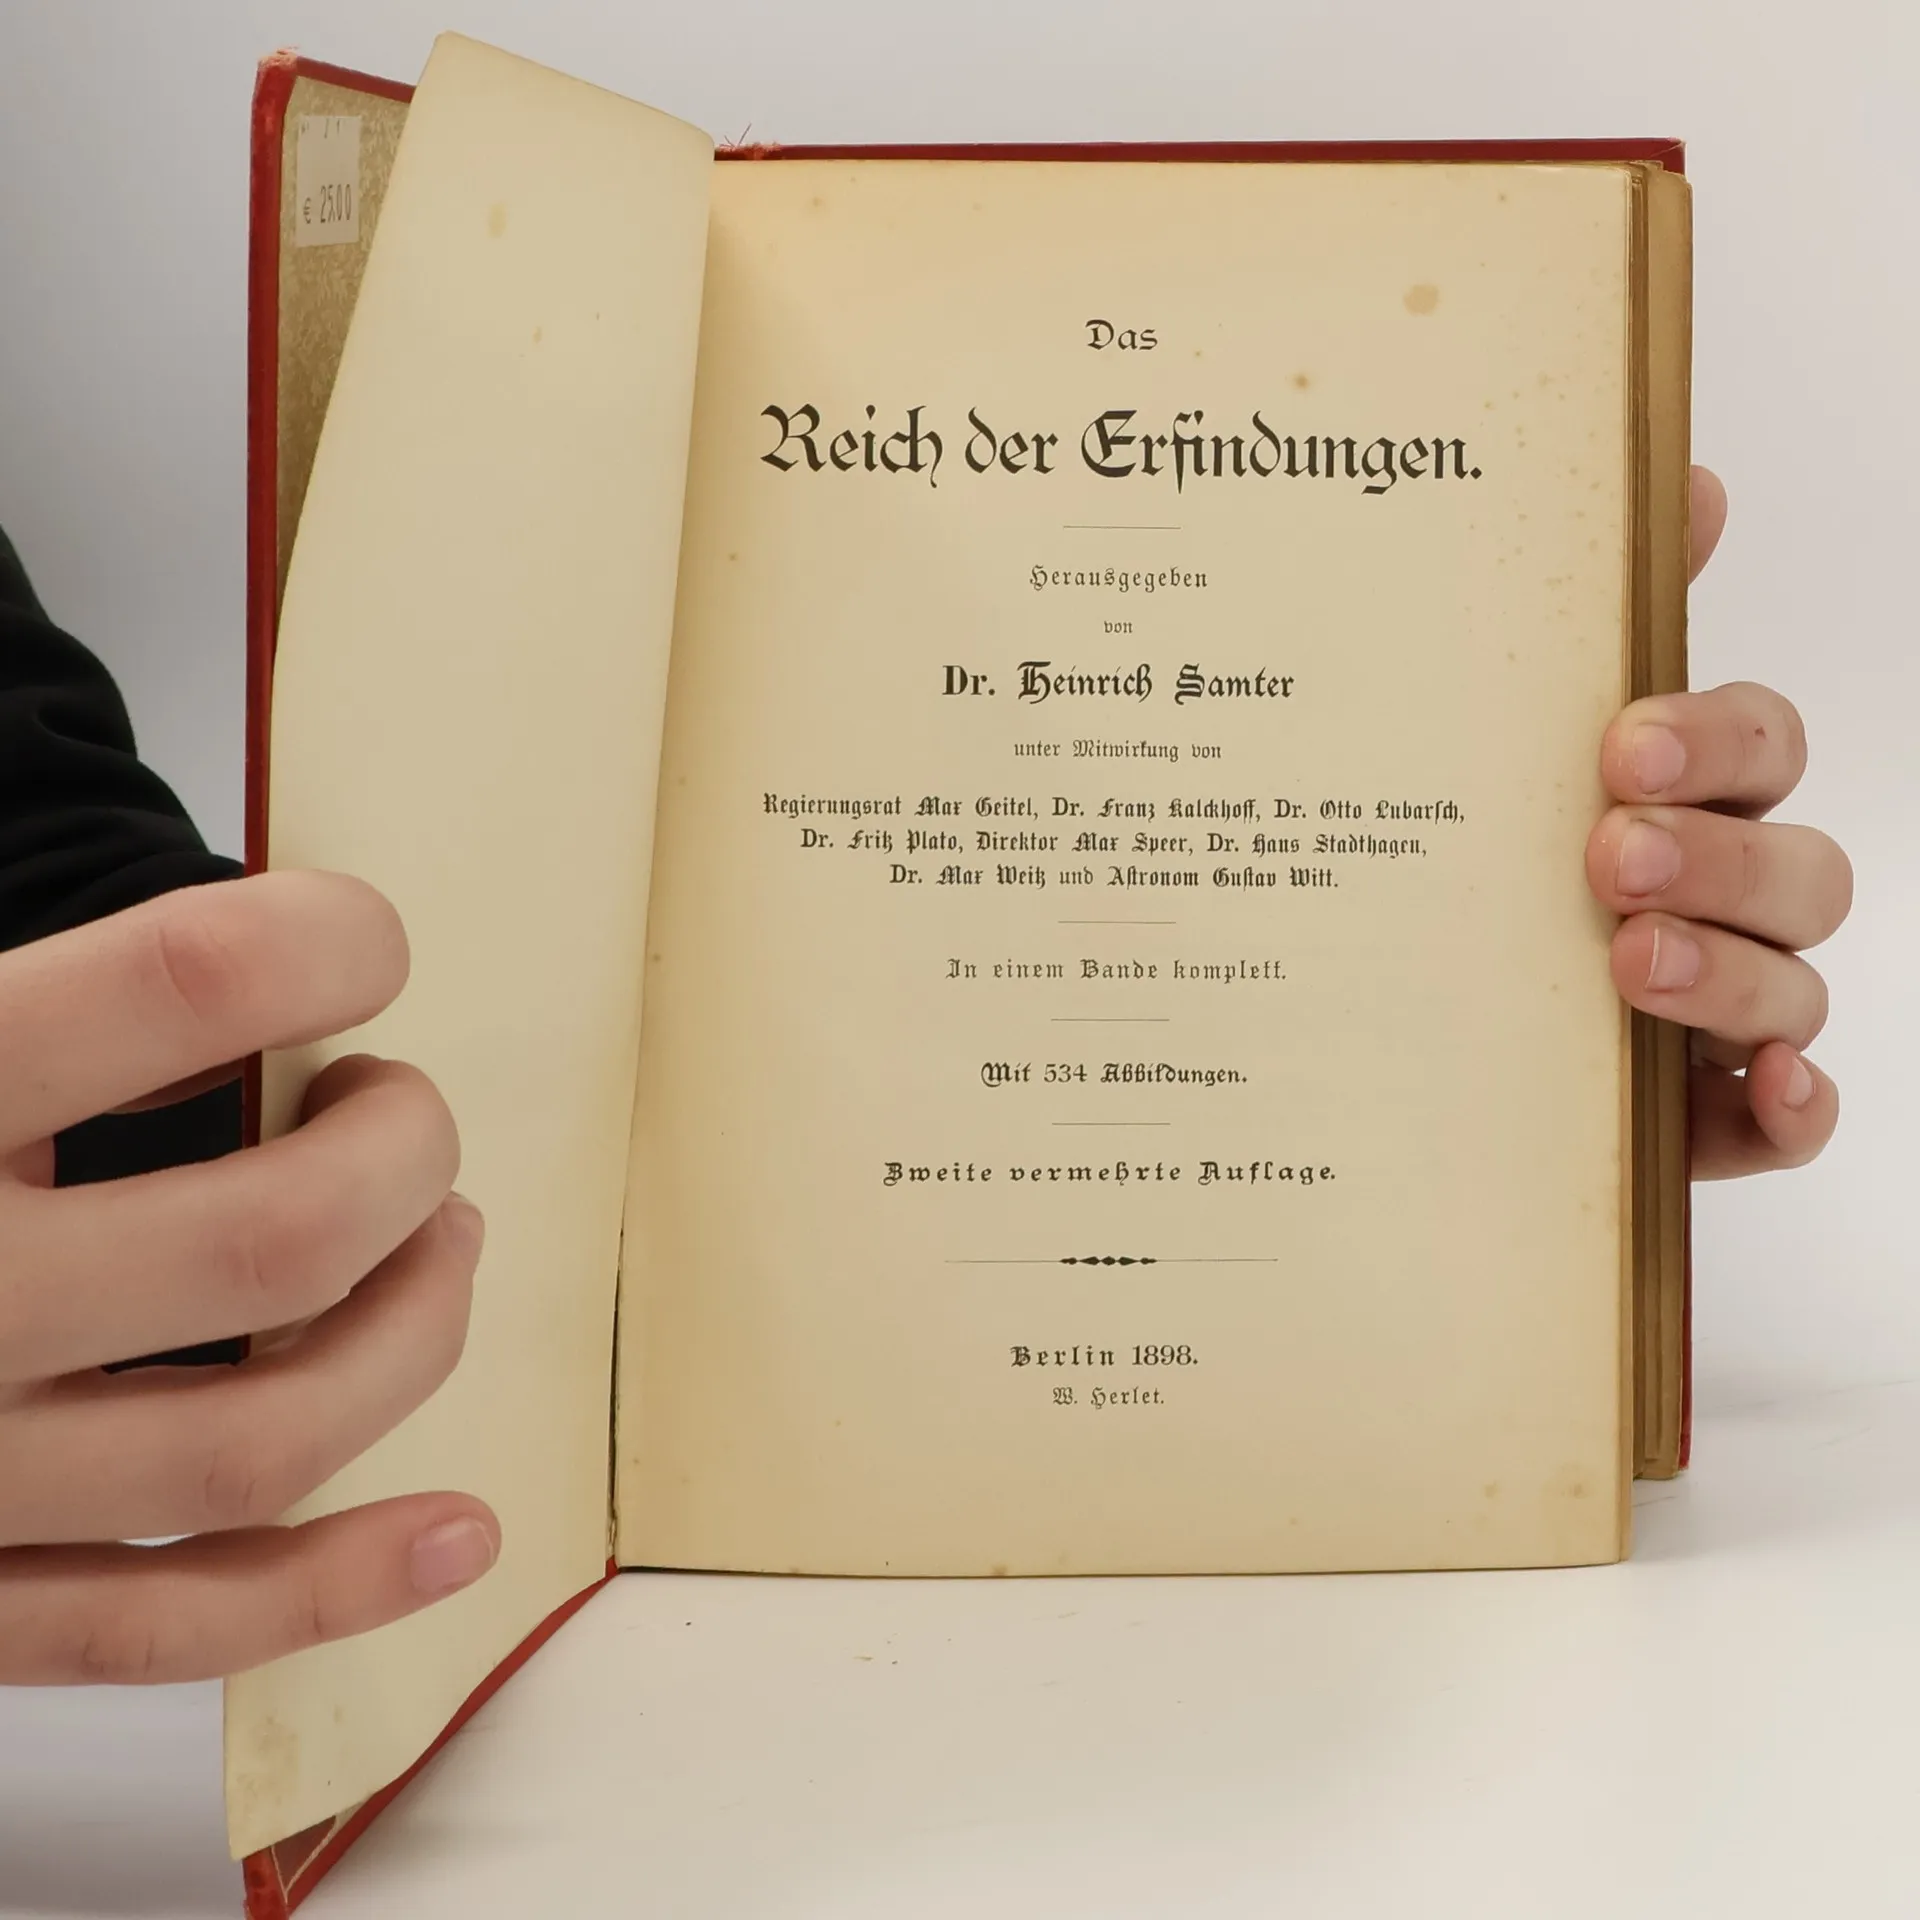 € 25.00
Das
Reich der Erfindungen.
Herausgegeben
von
Dr. Heinrich Samter
unter Mitwirkung von
Regierungsrat Max Geitel, Dr. Franz Kalckhoff, Dr. Otto Lubarsch,
Dr. Fritz Plato, Direktor Max Speer, Dr. Hans Stadthagen,
Dr. Max Weitz und Astronom Gustav Witt.
In einem Bande komplett.
Mit 534 Abbildungen.
Zweite vermehrte Auflage.
Berlin 1898.
W. Herlet.